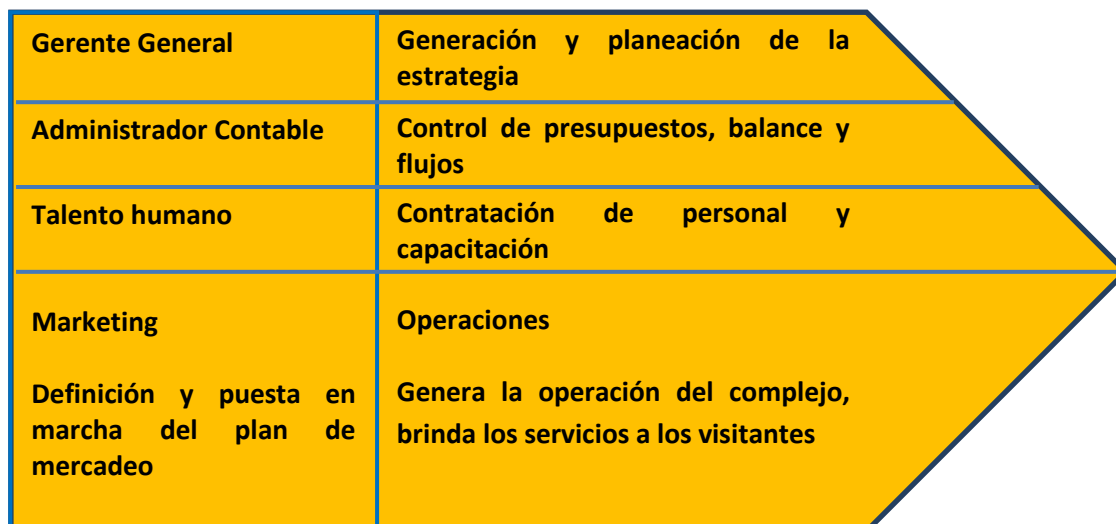 Gerente General
Generación y planeación de la
estrategia
Administrador Contable
Control de presupuestos, balance y
flujos
Talento humano
Contratación de personal y
capacitación
Marketing
Definición y puesta en
marcha del plan de
mercadeo
Operaciones
Genera la operación del complejo,
brinda los servicios a los visitantes